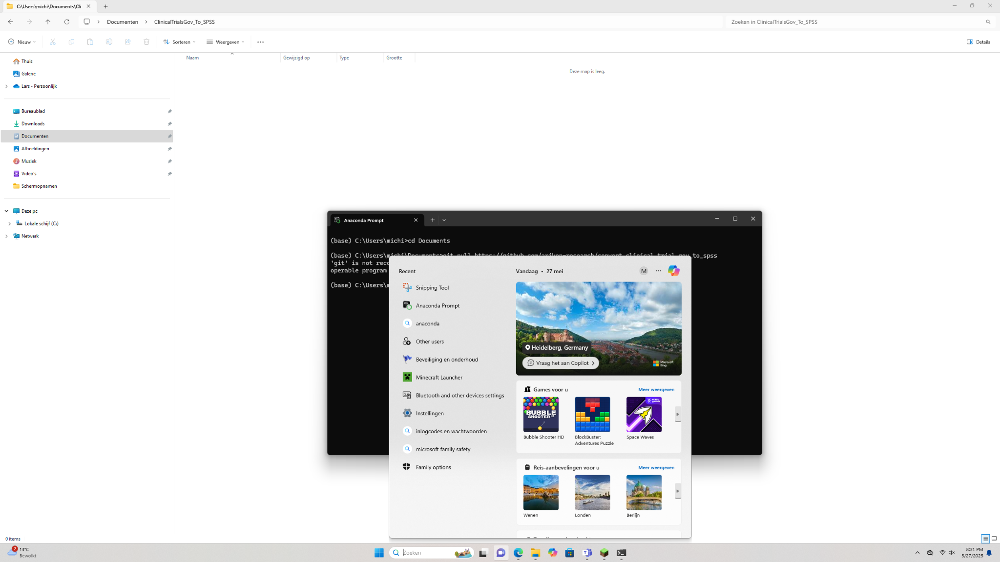 C:\Users\michi\Documents\Cli
Documenten
ClinicalTrialsGov_To_SPSS
Zoeken in ClinicalTrialsGov_To_SPSS
Nieuw
Sorteren
Weergeven
Details
Naam
Gewijzigd op
Type
Grootte
Deze map is leeg.
Thuis
Galerie
Lars - Persoonlijk
Bureaublad
Downloads
Documenten
Afbeeldingen
Muziek
Video's
Schermopnamen
Deze pc
Lokale schijf (C:)
Netwerk
Anaconda Prompt
(base) C:\Users\michi>cd Documents
(base) C:\Users\michi\Documents>git pull https://github.com/
to_spss
'git' is not reco
operable program
(base) C:\Users\m
Recent
Snipping Tool
Anaconda Prompt
anaconda
Other users
Beveiliging en onderhoud
Minecraft Launcher
Bluetooth and other devices settings
Instellingen
inlogcodes en wachtwoorden
microsoft family safety
Family options
Vandaag • 27 mei
M
Heidelberg, Germany
Vraag het aan Copilot
Microsoft
Bing
Games voor u
Meer weergeven
BUBBLE
SHOOTER HD
crazy
games
Bubble Shooter HD
BlockBuster:
Adventures Puzzle
Space Waves
Reis-aanbevelingen voor u
Meer weergeven
Wenen
Londen
Berlijn
0 items
2
13°C
Bewolkt
Zoeken
8:31 PM
5/27/2025